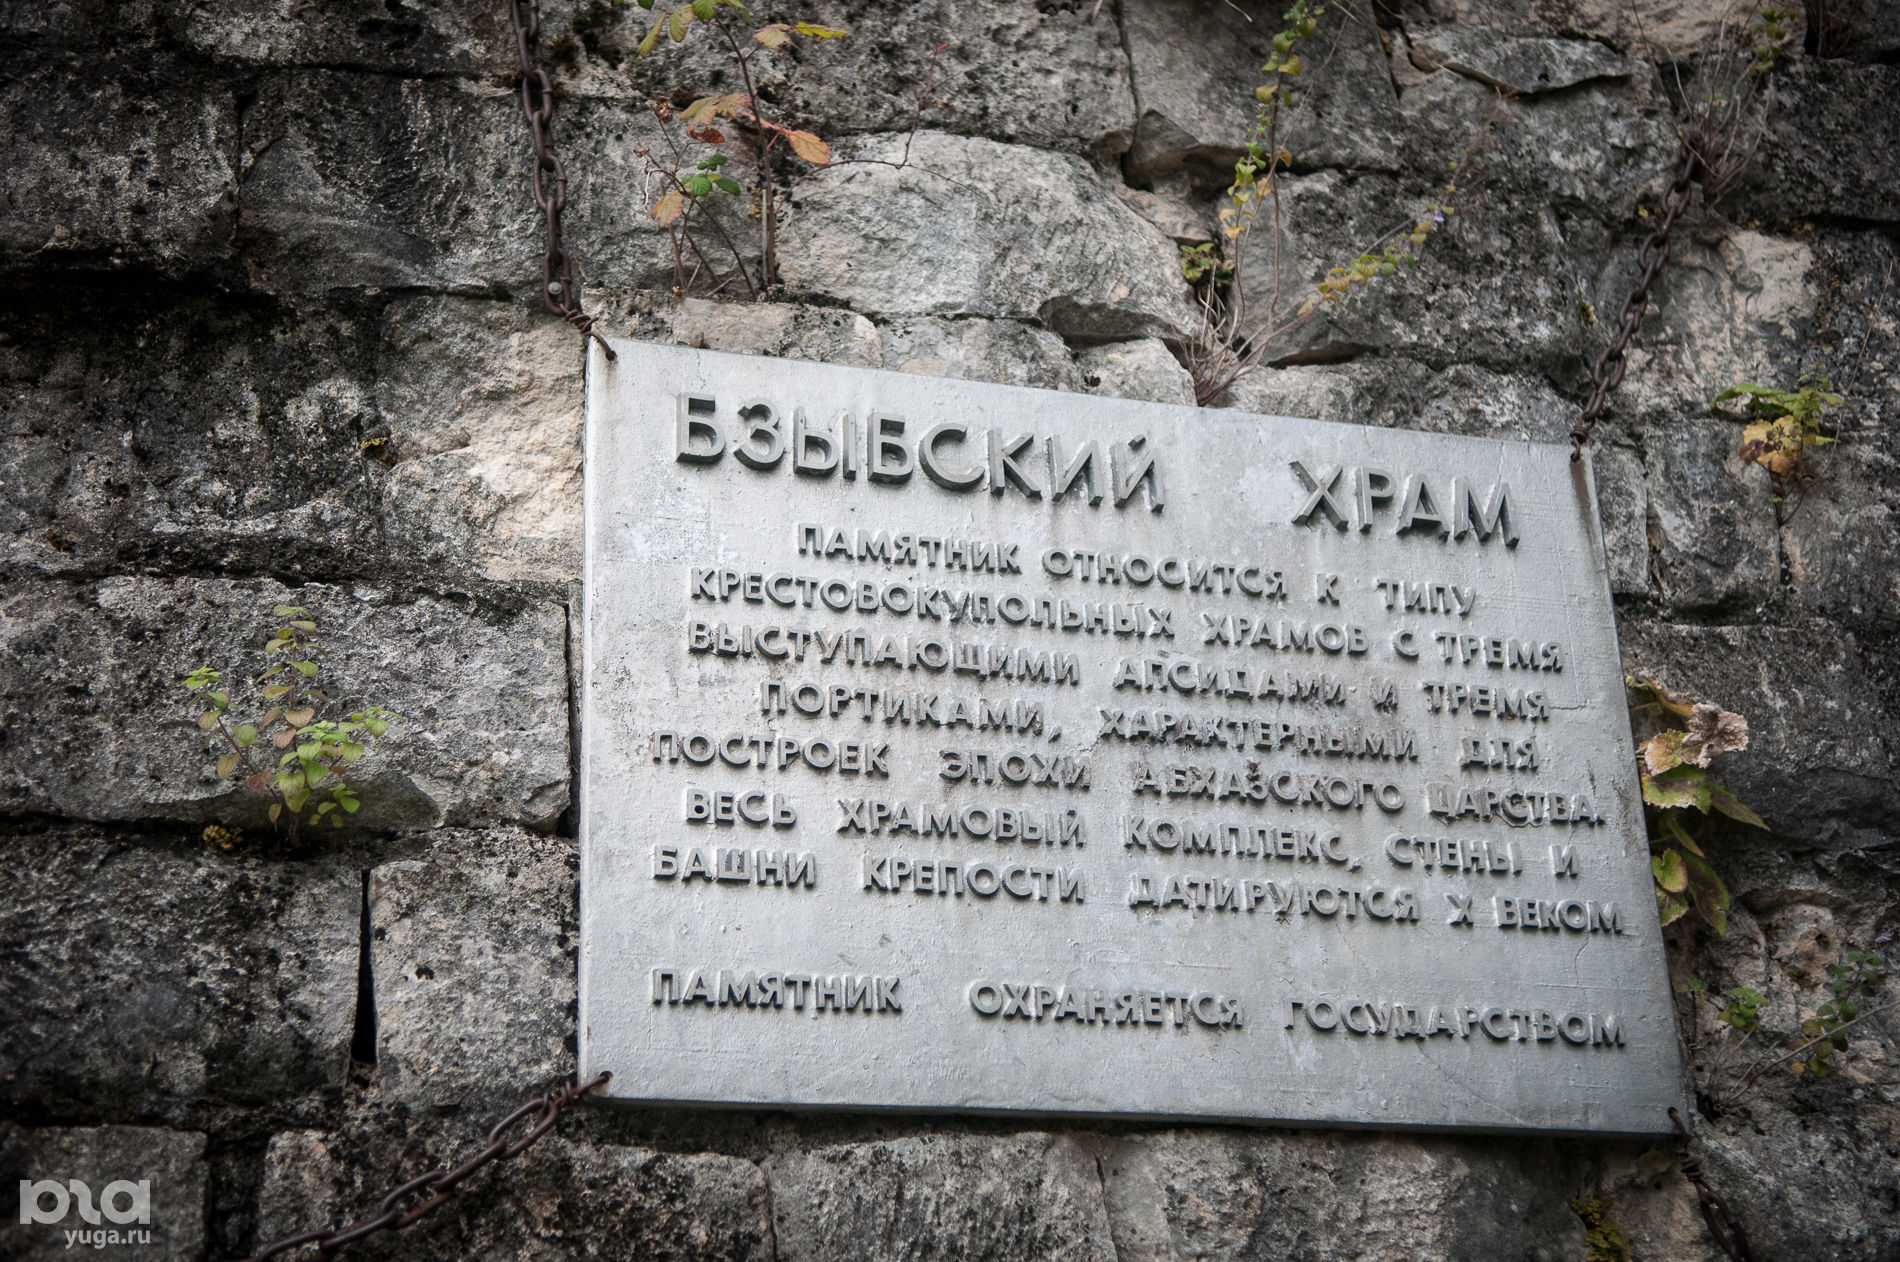 БЗЫБСКИЙ ХРАМ
ПАМЯТНИК ОТНОСИТСЯ К ТИПУ
КРЕСТОВОКУПОЛЬНЫХ ХРАМОВ С ТРЕМЯ
ВЫСТУПАЮЩИМИ АПСИДАМИ И ТРЕМЯ
ПОРТИКАМИ, ХАРАКТЕРНЫМИ ДЛЯ
ПОСТРОЕК ЭПОХИ АБХАЗСКОГО ЦАРСТВА.
ВЕСЬ ХРАМОВЫЙ КОМПЛЕКС, СТЕНЫ И
БАШНИ КРЕПОСТИ ДАТИРУЮТСЯ X ВЕКОМ
ПАМЯТНИК ОХРАНЯЕТСЯ ГОСУДАРСТВОМ
yuga.ru